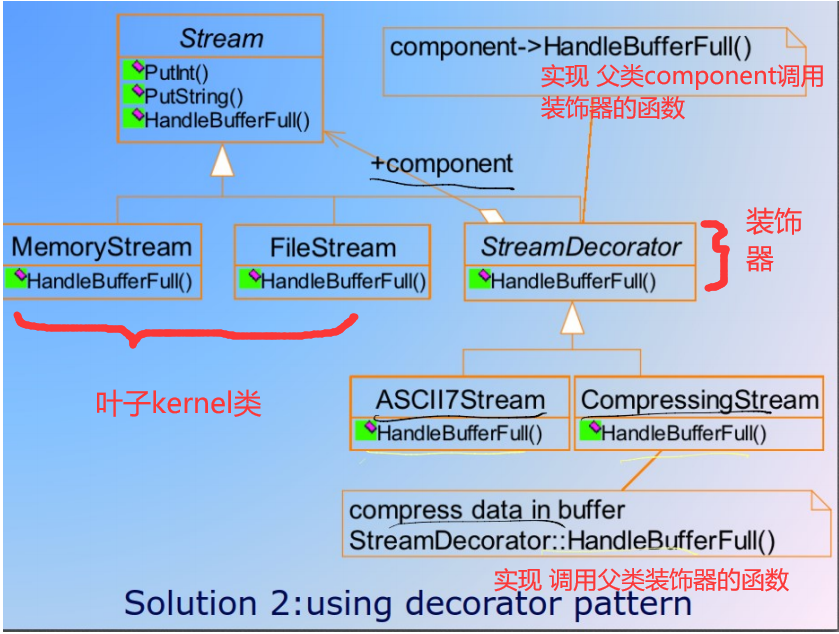 Stream
PutInt()
PutString()
HandleBufferFull()
component->HandleBufferFull()
实现 父类component调用
装饰器的函数
+component
MemoryStream
HandleBufferFull()
FileStream
HandleBufferFull()
StreamDecorator
HandleBufferFull()
装饰
器
叶子kernel类
ASCII7Stream
HandleBufferFull()
CompressingStream
HandleBufferFull()
compress data in buffer
StreamDecorator::HandleBufferFull()
实现 调用父类装饰器的函数
Solution 2:using decorator pattern